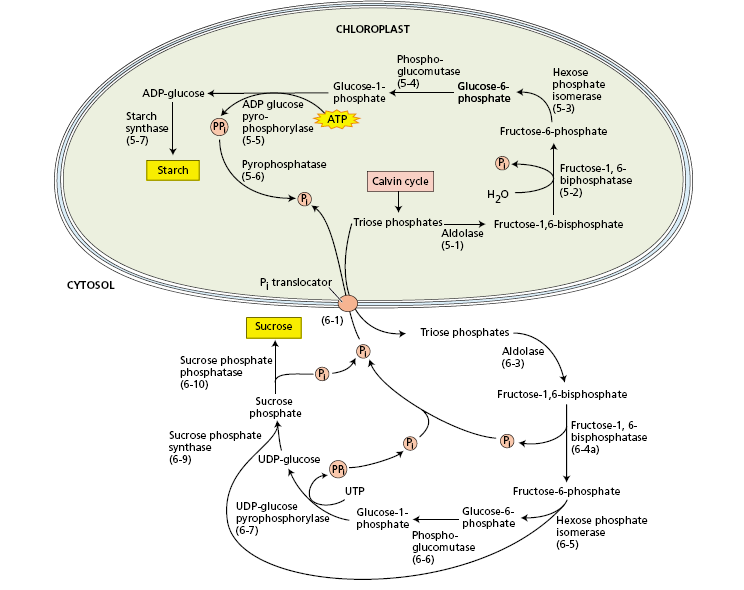 CHLOROPLAST
Phospho-
glucomutase
(5-4)
Hexose
phosphate
isomerase
(5-3)
ADP-glucose
Glucose-1-
phosphate
Glucose-6-
phosphate
ADP glucose
pyro-
phosphorylase
(5-5)
ATP
Starch
synthase
(5-7)
PPi
Fructose-6-phosphate
Starch
Pyrophosphatase
(5-6)
Pi
Calvin cycle
Pi
H2O
Fructose-1, 6-
biphosphatase
(5-2)
Triose phosphates
Aldolase
(5-1)
Fructose-1,6-bisphosphate
CYTOSOL
Pi translocator
(6-1)
Sucrose
Triose phosphates
Pi
Aldolase
(6-3)
Sucrose phosphate
phosphatase
(6-10)
Pi
Fructose-1,6-bisphosphate
Sucrose
phosphate
Sucrose phosphate
synthase
(6-9)
Pi
Pi
Fructose-1, 6-
bisphosphatase
(6-4a)
UDP-glucose
PPi
UTP
Fructose-6-phosphate
UDP-glucose
pyrophosphorylase
(6-7)
Glucose-1-
phosphate
Glucose-6-
phosphate
Phospho-
glucomutase
(6-6)
Hexose phosphate
isomerase
(6-5)